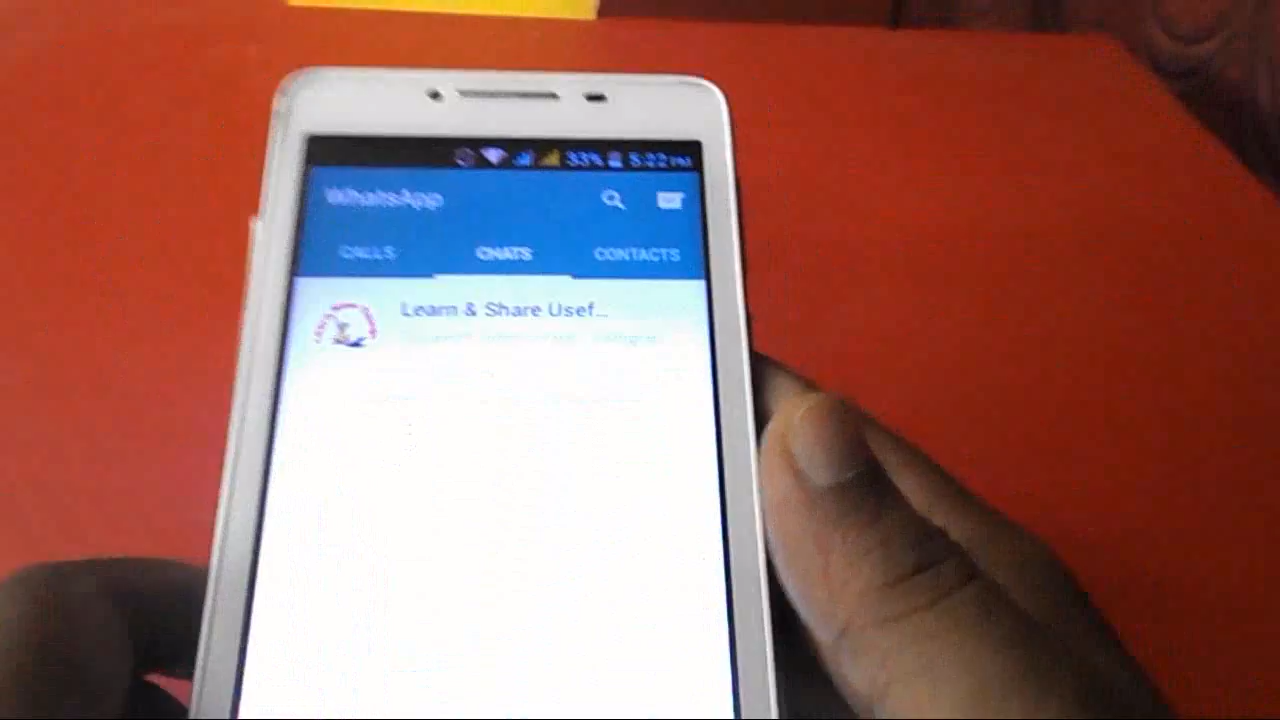 33% 5:22 PM
WhatsApp
CALLS CHATS CONTACTS
Learn & Share Usef...